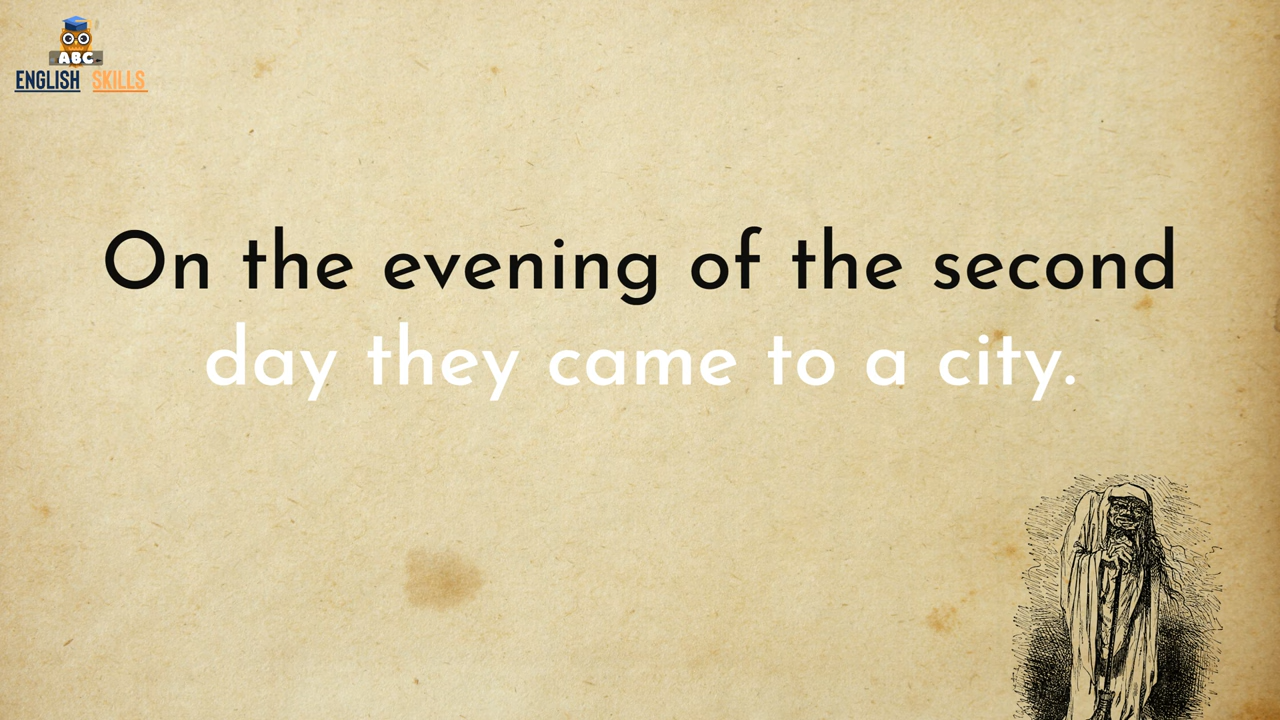 ABC
ENGLISH SKILLS
On the evening of the second
day they came to a city.